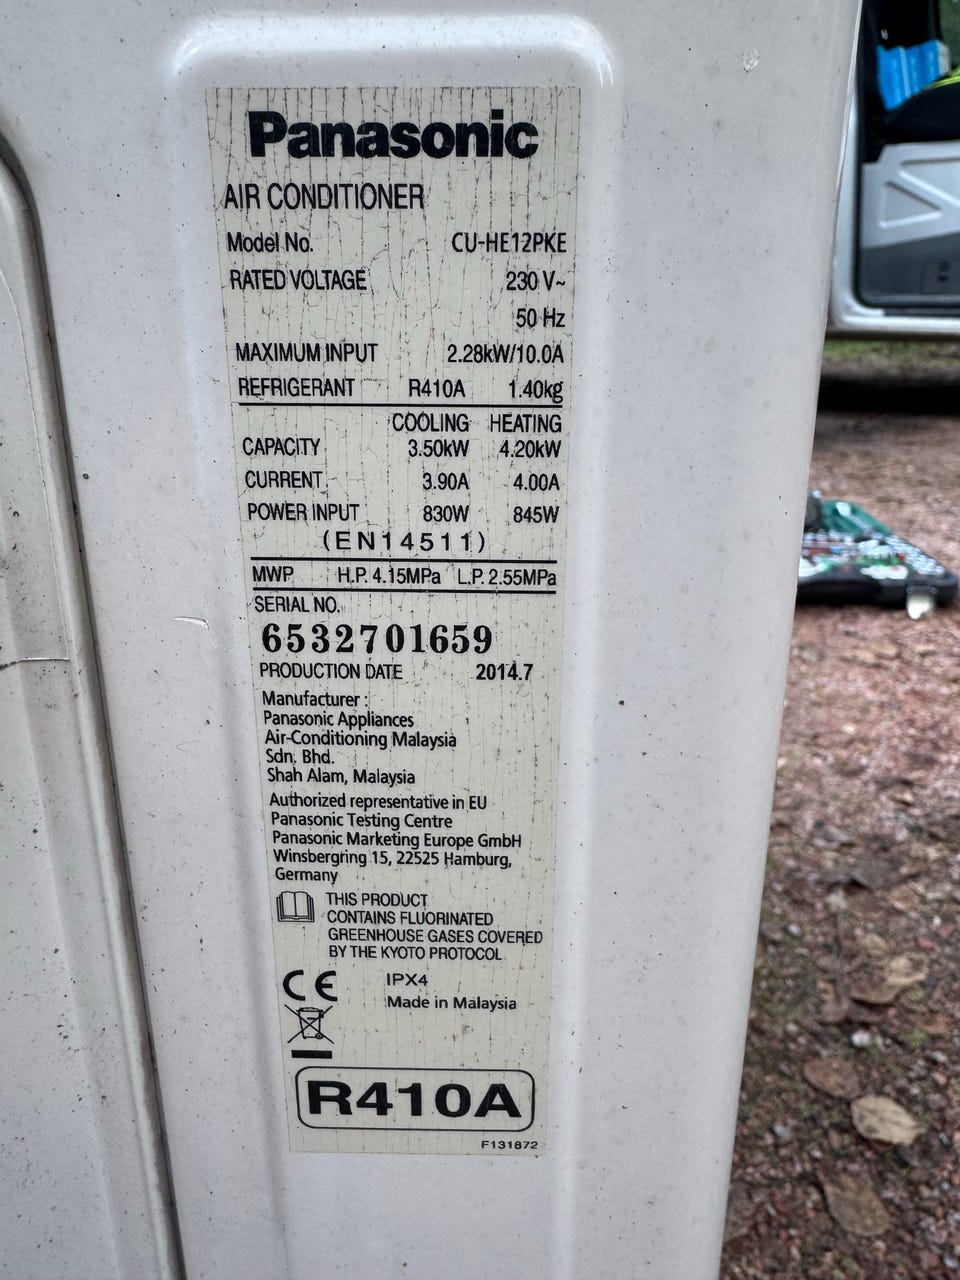 Panasonic
AIR CONDITIONER
Model No. CU-HE12PKE
RATED VOLTAGE 230 V~
50 Hz
MAXIMUM INPUT 2.28kW/10.0A
REFRIGERANT R410A 1.40kg
COOLING HEATING
CAPACITY 3.50kW 4.20kW
CURRENT 3.90A 4.00A
POWER INPUT 830W 845W
(EN14511)
MWP H.P. 4.15MPa L.P. 2.55MPa
SERIAL NO.
6532701659
PRODUCTION DATE 2014.7
Manufacturer :
Panasonic Appliances
Air-Conditioning Malaysia
Sdn. Bhd.
Shah Alam, Malaysia
Authorized representative in EU
Panasonic Testing Centre
Panasonic Marketing Europe GmbH
Winsbergring 15, 22525 Hamburg,
Germany
THIS PRODUCT
CONTAINS FLUORINATED
GREENHOUSE GASES COVERED
BY THE KYOTO PROTOCOL
CE IPX4
Made in Malaysia
R410A
F131872